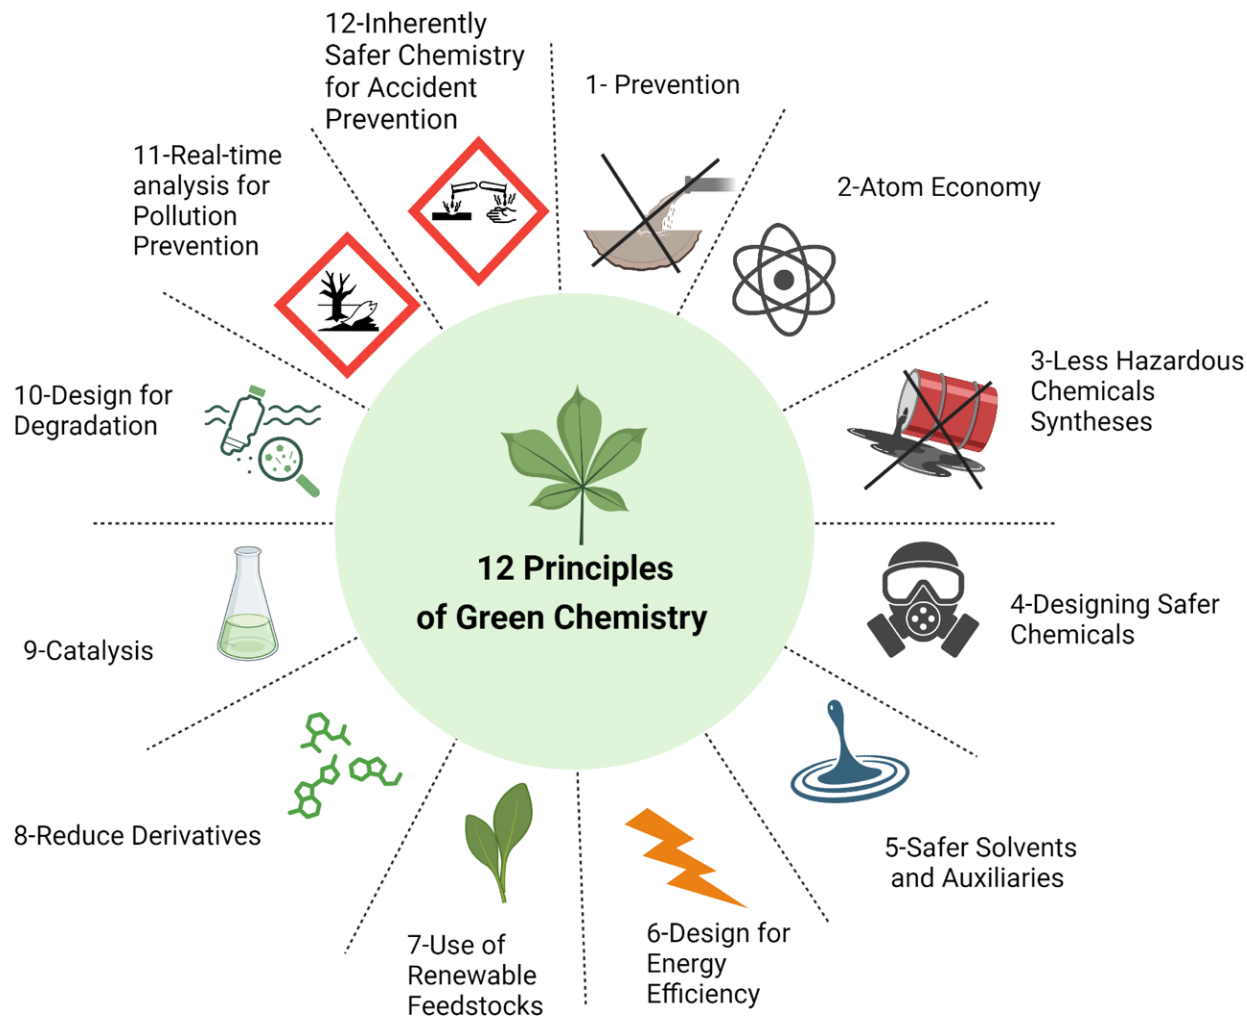 12-Inherently
Safer Chemistry
for Accident
Prevention
1- Prevention
2-Atom Economy
3-Less Hazardous
Chemicals
Syntheses
4-Designing Safer
Chemicals
5-Safer Solvents
and Auxiliaries
6-Design for
Energy
Efficiency
7-Use of
Renewable
Feedstocks
8-Reduce Derivatives
9-Catalysis
10-Design for
Degradation
11-Real-time
analysis for
Pollution
Prevention
12 Principles
of Green Chemistry